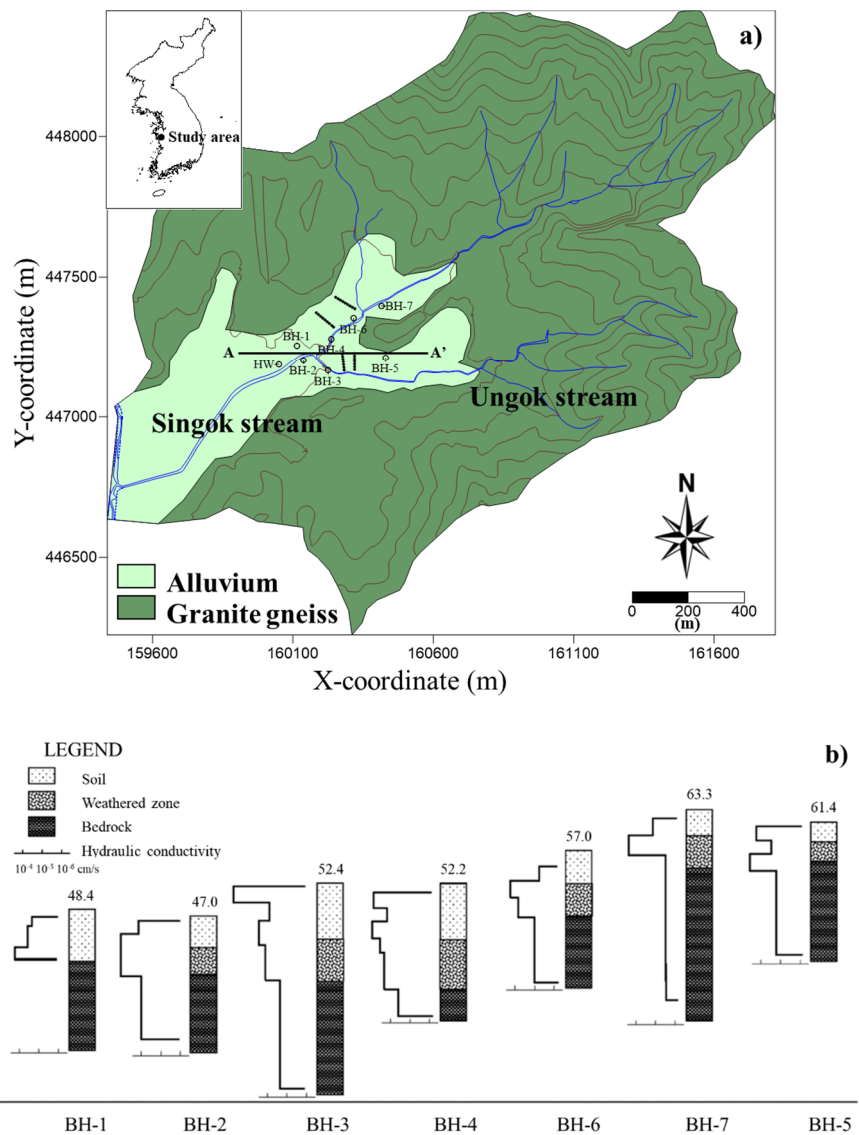 a)
Study area
448000
447500
447000
446500
Y-coordinate (m)
BH-7
BH-6
BH-1
BH-4
A
A'
HW
BH-2
BH-3
BH-5
Ungok stream
Singok stream
N
Alluvium
Granite gneiss
0 200 400
(m)
159600 160100 160600 161100 161600
X-coordinate (m)
b)
LEGEND
Soil
Weathered zone
Bedrock
Hydraulic conductivity
10⁻⁴ 10⁻⁵ 10⁻⁶ cm/s
48.4
47.0
52.4
52.2
57.0
63.3
61.4
BH-1 BH-2 BH-3 BH-4 BH-6 BH-7 BH-5